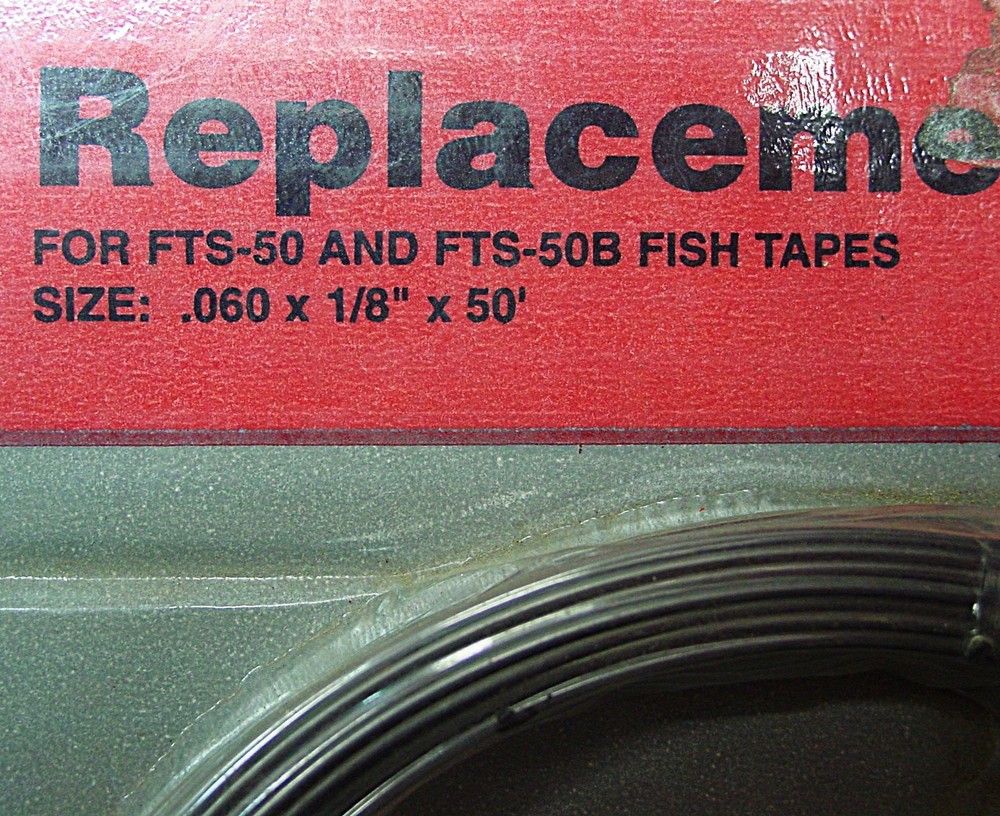 Replaceme
FOR FTS-50 AND FTS-50B FISH TAPES
SIZE: .060 x 1/8" x 50'